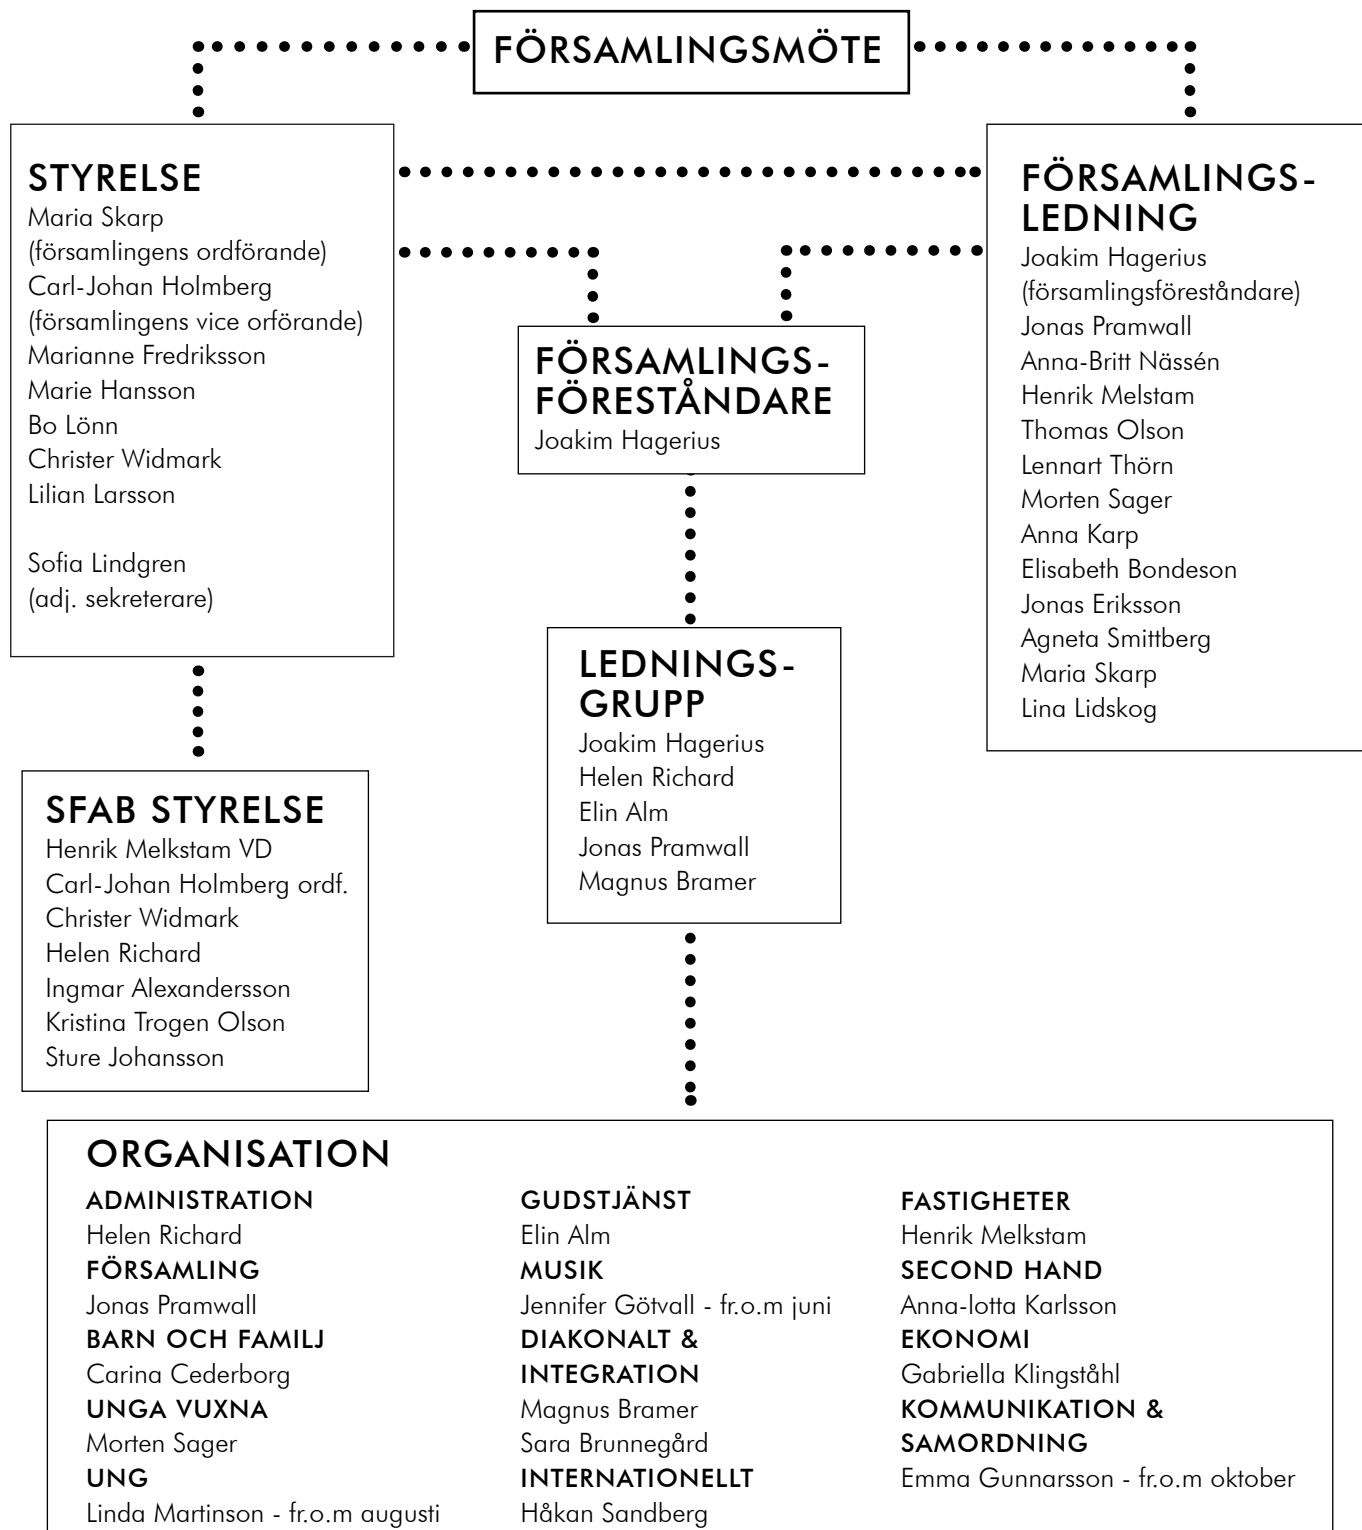 FÖRSAMLINGSMÖTE
STYRELSE
Maria Skarp
(församlingens ordförande)
Carl-Johan Holmberg
(församlingens vice orförande)
Marianne Fredriksson
Marie Hansson
Bo Lönn
Christer Widmark
Lilian Larsson
Sofia Lindgren
(adj. sekreterare)
FÖRSAMLINGS-
LEDNING
Joakim Hagerius
(församlingsföreståndare)
Jonas Pramwall
Anna-Britt Nässén
Henrik Melstam
Thomas Olson
Lennart Thörn
Morten Sager
Anna Karp
Elisabeth Bondeson
Jonas Eriksson
Agneta Smittberg
Maria Skarp
Lina Lidskog
FÖRSAMLINGS-
FÖRESTÅNDARE
Joakim Hagerius
LEDNINGS-
GRUPP
Joakim Hagerius
Helen Richard
Elin Alm
Jonas Pramwall
Magnus Bramer
SFAB STYRELSE
Henrik Melkstam VD
Carl-Johan Holmberg ordf.
Christer Widmark
Helen Richard
Ingmar Alexandersson
Kristina Trogen Olson
Sture Johansson
ORGANISATION
ADMINISTRATION
Helen Richard
FÖRSAMLING
Jonas Pramwall
BARN OCH FAMILJ
Carina Cederborg
UNGA VUXNA
Morten Sager
UNG
Linda Martinson - fr.o.m augusti
GUDSTJÄNST
Elin Alm
MUSIK
Jennifer Götvall - fr.o.m juni
DIAKONALT &
INTEGRATION
Magnus Bramer
Sara Brunnegård
INTERNATIONELLT
Håkan Sandberg
FASTIGHETER
Henrik Melkstam
SECOND HAND
Anna-lotta Karlsson
EKONOMI
Gabriella Klingståhl
KOMMUNIKATION &
SAMORDNING
Emma Gunnarsson - fr.o.m oktober